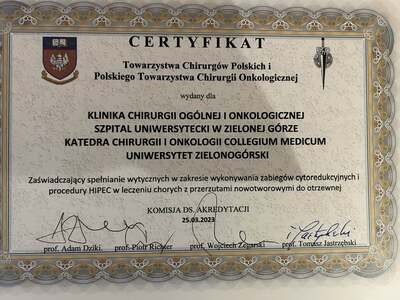 CERTYFIKAT
Towarzystwa Chirurgów Polskich i
Polskiego Towarzystwa Chirurgii Onkologicznej
wydany dla
KLINIKA CHIRURGII OGÓLNEJ I ONKOLOGICZNEJ
SZPITAL UNIWERSYTECKI W ZIELONEJ GÓRZE
KATEDRA CHIRURGII I ONKOLOGII COLLEGIUM MEDICUM
UNIWERSYTET ZIELONOGÓRSKI
Zaświadczający spełnianie wytycznych w zakresie wykonywania zabiegów cytoredukcyjnych i
procedury HIPEC w leczeniu chorych z przerzutami nowotworowymi do otrzewnej
KOMISJA DS. AKREDYTACJI
25.03.2023
prof. Adam Dziki. prof. Piotr Richter prof. Wojciech Zegarski prof. Tomasz Jastrzębski